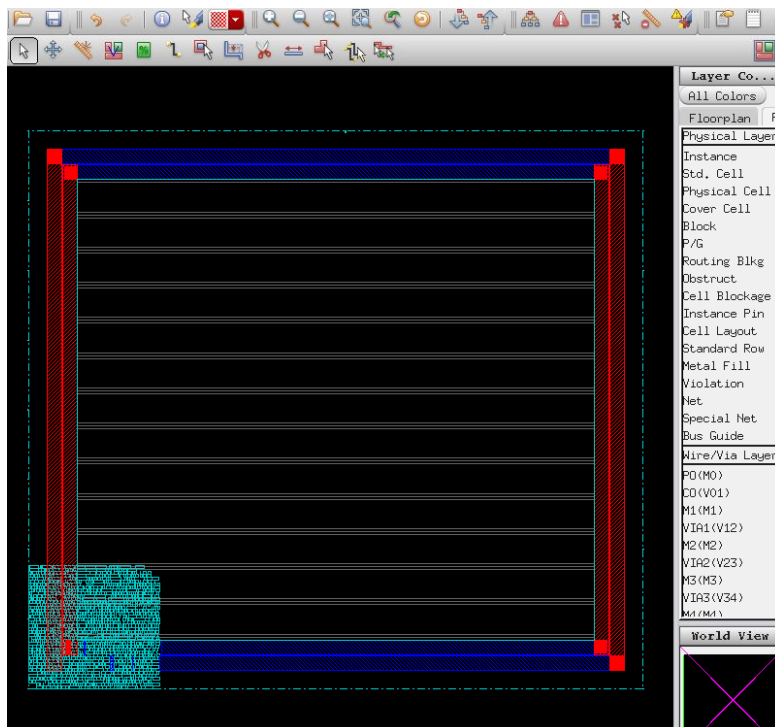 Layer Co...
All Colors
Floorplan
Physical Layer
Instance
Std. Cell
Physical Cell
Cover Cell
Block
P/G
Routing Blkg
Obstruct
Cell Blockage
Instance Pin
Cell Layout
Standard Row
Metal Fill
Violation
Net
Special Net
Bus Guide
Wire/Via Layer
PO(M0)
CO(V01)
M1(M1)
VIA1(V12)
M2(M2)
VIA2(V23)
M3(M3)
VIA3(V34)
M4(M4)
World View